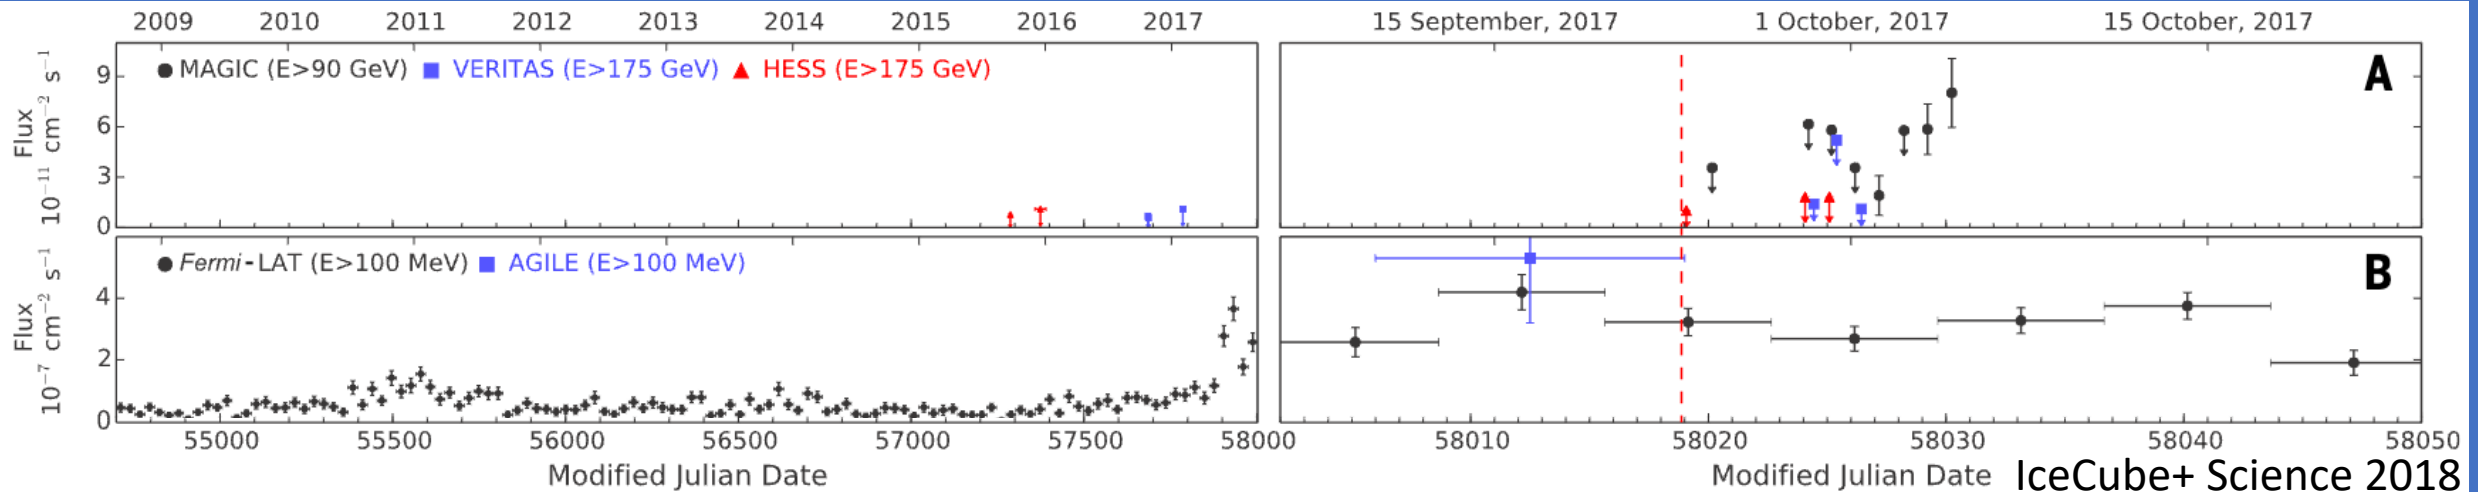 2009 2010 2011 2012 2013 2014 2015 2016 2017 15 September, 2017 1 October, 2017 15 October, 2017
MAGIC (E>90 GeV) VERITAS (E>175 GeV) HESS (E>175 GeV) A
Flux
10⁻¹¹ cm⁻² s⁻¹
9
6
3
0
Fermi-LAT (E>100 MeV) AGILE (E>100 MeV) B
Flux
10⁻⁷ cm⁻² s⁻¹
4
2
0
55000 55500 56000 56500 57000 57500 58000 58010 58020 58030 58040 58050
Modified Julian Date Modified Julian Date IceCube+ Science 2018